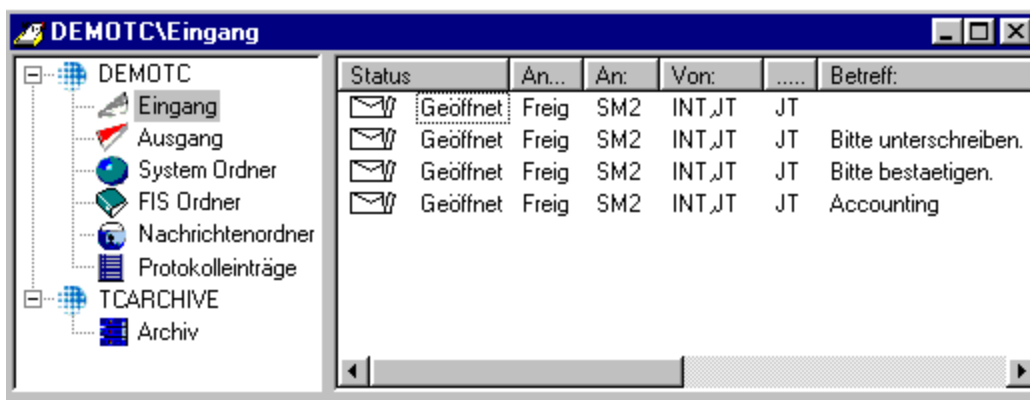 DEMOTC\Eingang
DEMOTC
Eingang
Ausgang
System Ordner
FIS Ordner
Nachrichtenordner
Protokolleinträge
TCARCHIVE
Archiv
Status An... An: Von: ..... Betreff:
Geöffnet Freig SM2 INT,JT JT
Geöffnet Freig SM2 INT,JT JT Bitte unterschreiben.
Geöffnet Freig SM2 INT,JT JT Bitte bestaetigen.
Geöffnet Freig SM2 INT,JT JT Accounting